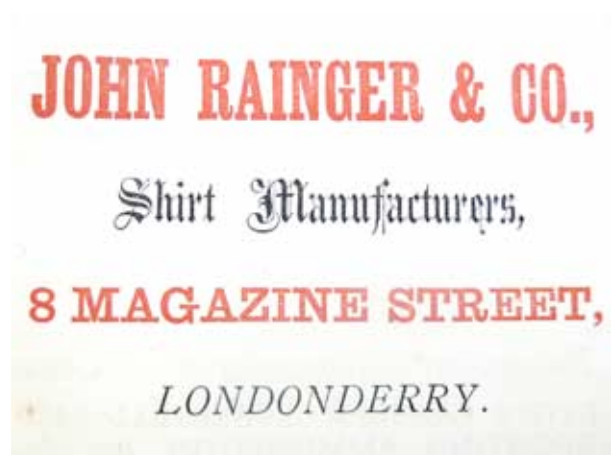 JOHN RAINGER & CO.,
Shirt Manufacturers,
8 MAGAZINE STREET,
LONDONDERRY.